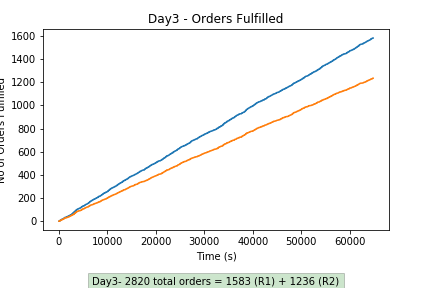 Day3 - Orders Fulfilled
1600
1400
1200
1000
800
600
400
200
0
No of Orders Fulfilled
0 10000 20000 30000 40000 50000 60000
Time (s)
Day3- 2820 total orders = 1583 (R1) + 1236 (R2)